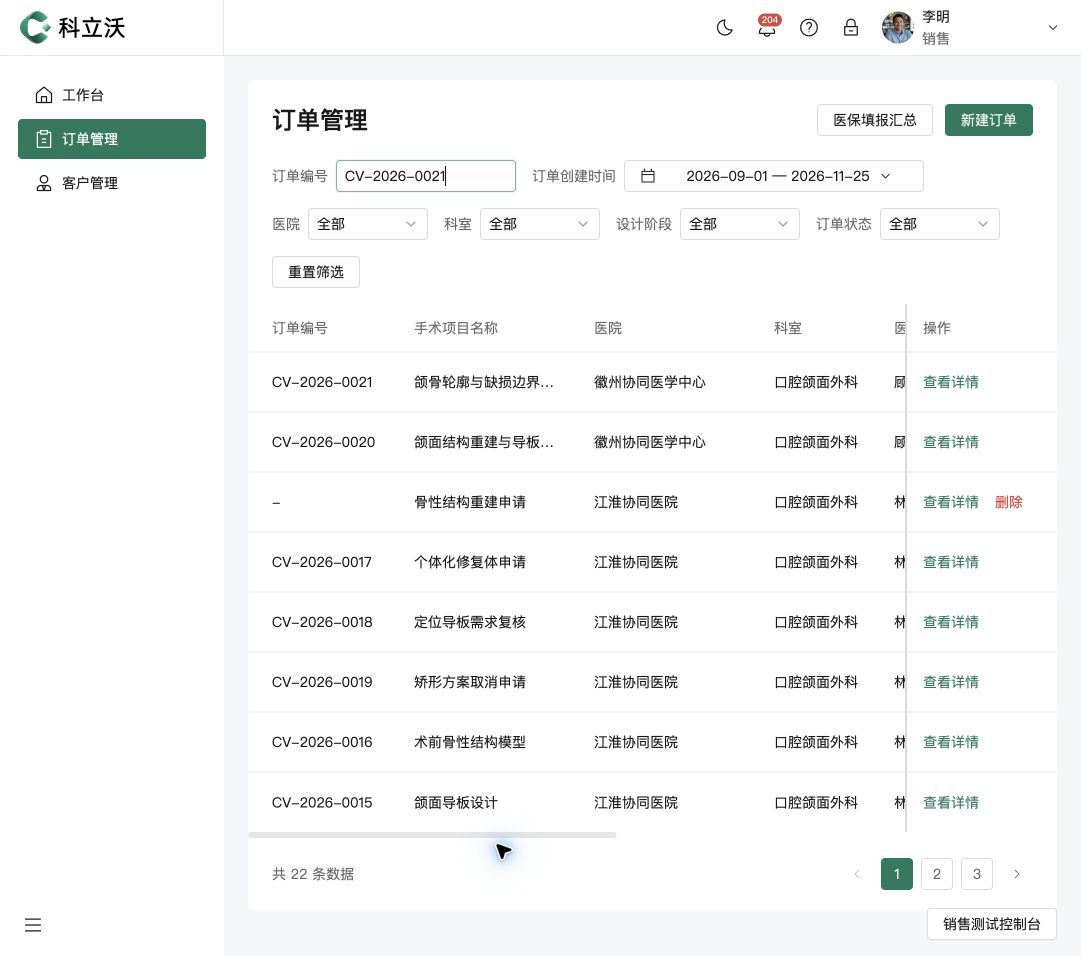 科立沃
204
李明
销售
工作台
订单管理
客户管理
订单管理
医保填报汇总
新建订单
订单编号 CV-2026-0021 订单创建时间 2026-09-01 — 2026-11-25
医院 全部 科室 全部 设计阶段 全部 订单状态 全部
重置筛选
订单编号 手术项目名称 医院 科室 医 操作
CV-2026-0021 颌骨轮廓与缺损边界... 徽州协同医学中心 口腔颌面外科 顾 查看详情
CV-2026-0020 颌面结构重建与导板... 徽州协同医学中心 口腔颌面外科 顾 查看详情
- 骨性结构重建申请 江淮协同医院 口腔颌面外科 林 查看详情 删除
CV-2026-0017 个体化修复体申请 江淮协同医院 口腔颌面外科 林 查看详情
CV-2026-0018 定位导板需求复核 江淮协同医院 口腔颌面外科 林 查看详情
CV-2026-0019 矫形方案取消申请 江淮协同医院 口腔颌面外科 林 查看详情
CV-2026-0016 术前骨性结构模型 江淮协同医院 口腔颌面外科 林 查看详情
CV-2026-0015 颌面导板设计 江淮协同医院 口腔颌面外科 林 查看详情
共 22 条数据 1 2 3
销售测试控制台